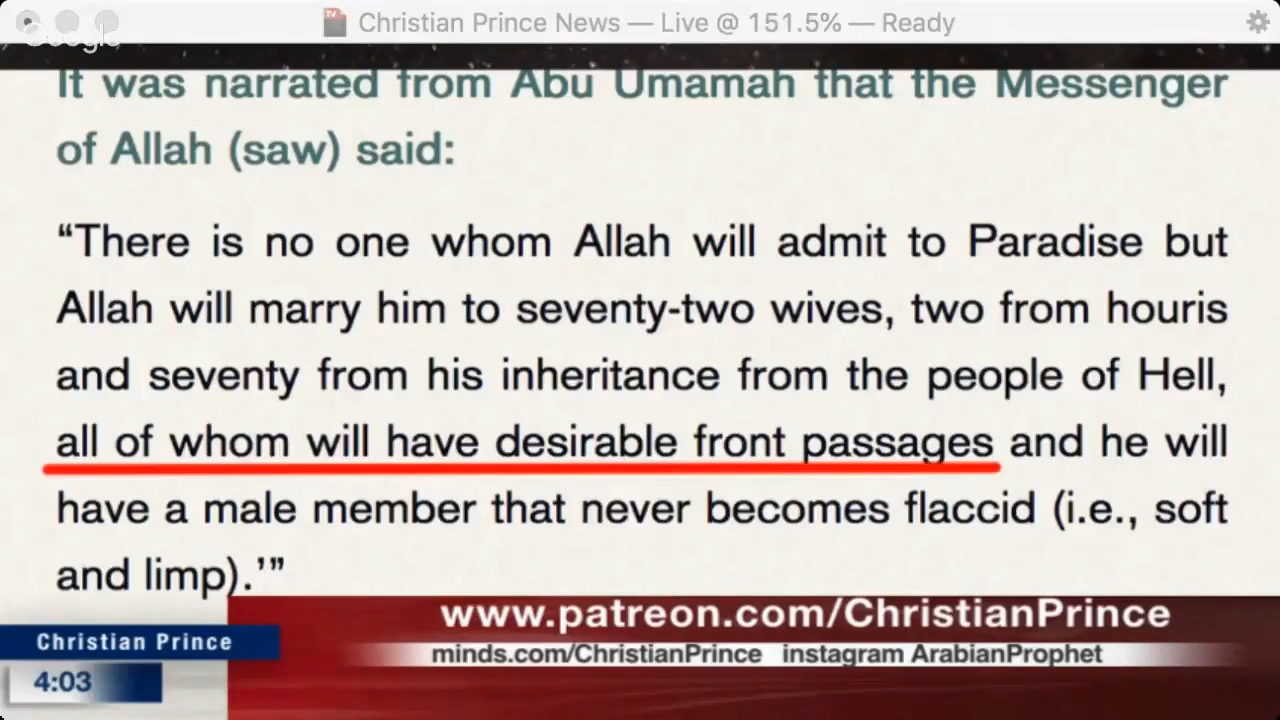 Christian Prince News — Live @ 151.5% — Ready
Google
It was narrated from Abu Umamah that the Messenger
of Allah (saw) said:
“There is no one whom Allah will admit to Paradise but
Allah will marry him to seventy-two wives, two from houris
and seventy from his inheritance from the people of Hell,
all of whom will have desirable front passages and he will
have a male member that never becomes flaccid (i.e., soft
and limp).’”
www.patreon.com/ChristianPrince
Christian Prince
minds.com/ChristianPrince instagram ArabianProphet
4:03